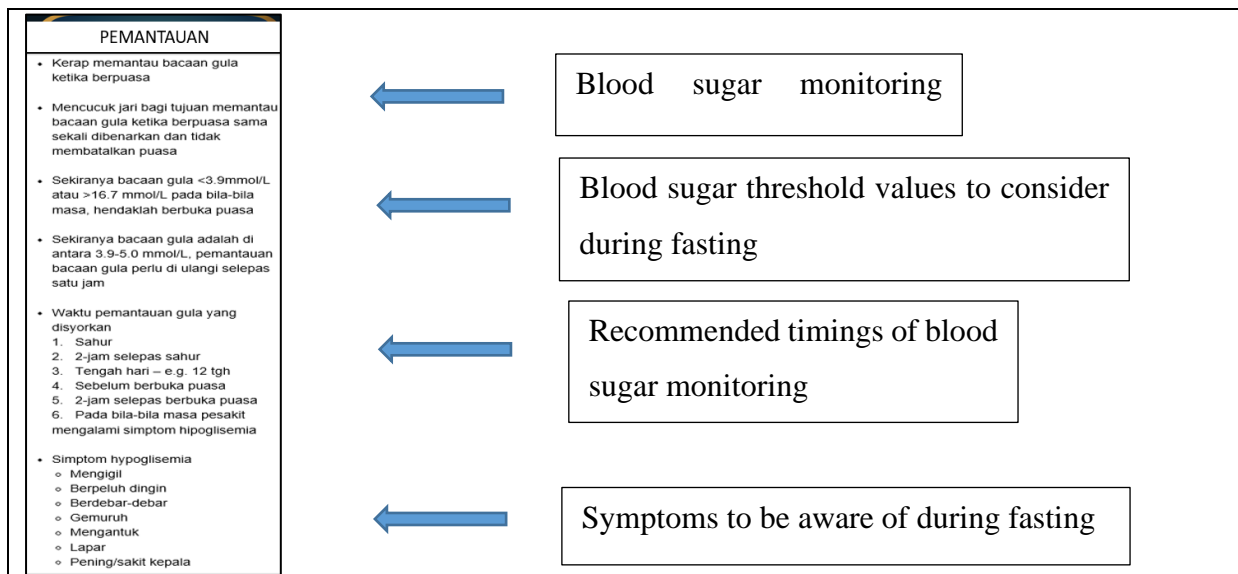 PEMANTAUAN
• Kerap memantau bacaan gula
ketika berpuasa
• Mencucuk jari bagi tujuan memantau
bacaan gula ketika berpuasa sama
sekali dibenarkan dan tidak
membatalkan puasa
• Sekiranya bacaan gula <3.9mmol/L
atau >16.7 mmol/L pada bila-bila
masa, hendaklah berbuka puasa
• Sekiranya bacaan gula adalah di
antara 3.9-5.0 mmol/L, pemantauan
bacaan gula perlu di ulangi selepas
satu jam
• Waktu pemantauan gula yang
disyorkan
1. Sahur
2. 2-jam selepas sahur
3. Tengah hari – e.g. 12 tgh
4. Sebelum berbuka puasa
5. 2-jam selepas berbuka puasa
6. Pada bila-bila masa pesakit
mengalami simptom hipoglisemia
• Simptom hypoglisemia
◦ Mengigil
◦ Berpeluh dingin
◦ Berdebar-debar
◦ Gemuruh
◦ Mengantuk
◦ Lapar
◦ Pening/sakit kepala
Blood sugar monitoring
Blood sugar threshold values to consider
during fasting
Recommended timings of blood
sugar monitoring
Symptoms to be aware of during fasting